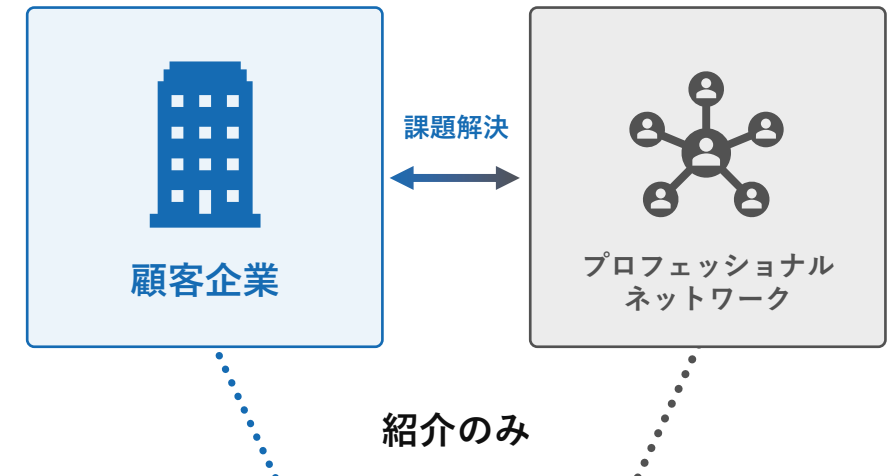 課題解決
顧客企業
プロフェッショナル
ネットワーク
紹介のみ